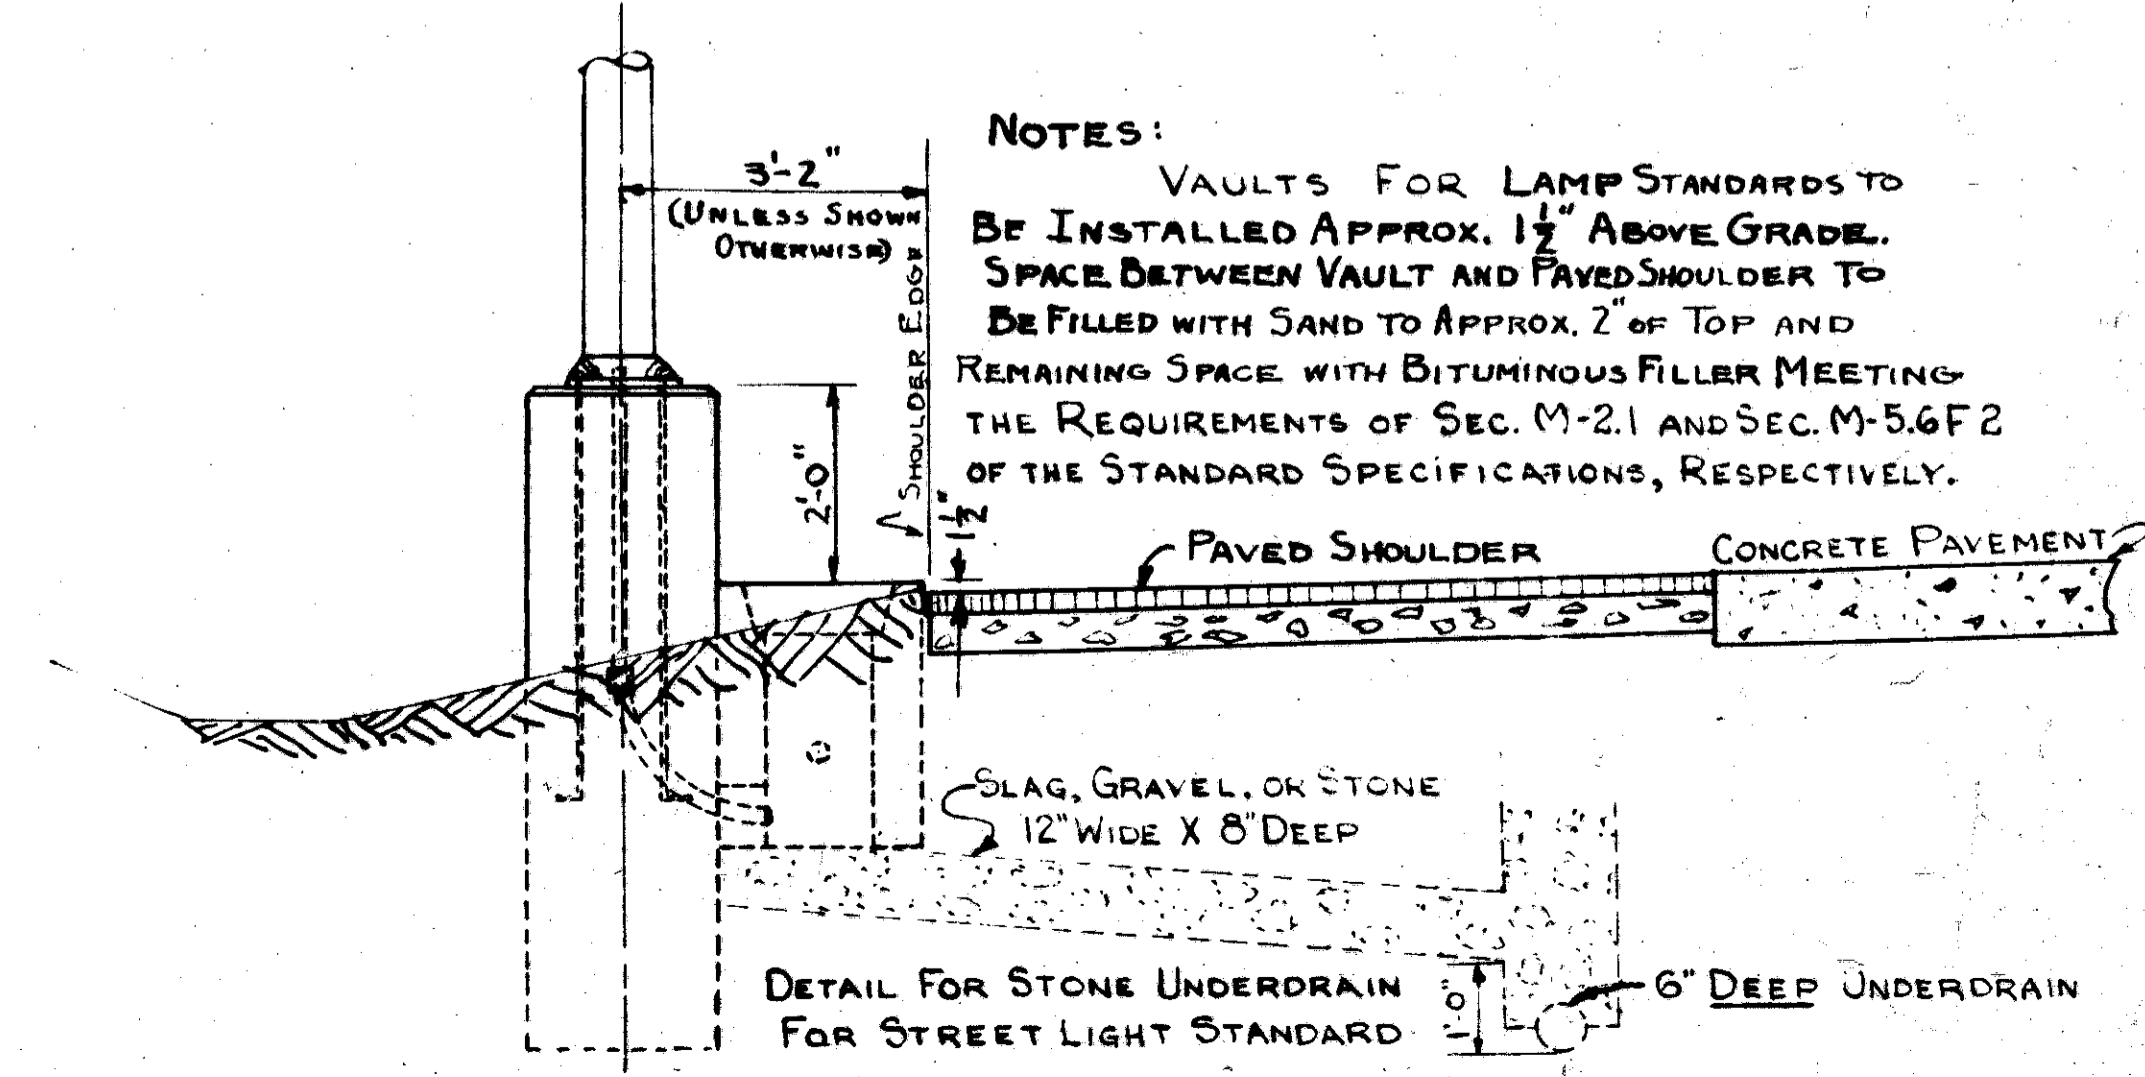 NOTES:
VAULTS FOR LAMP STANDARDS TO
BE INSTALLED APPROX. 1½" ABOVE GRADE.
SPACE BETWEEN VAULT AND PAVED SHOULDER TO
BE FILLED WITH SAND TO APPROX. 2" OF TOP AND
REMAINING SPACE WITH BITUMINOUS FILLER MEETING
THE REQUIREMENTS OF SEC. M-2.1 AND SEC. M-5.6F2
OF THE STANDARD SPECIFICATIONS, RESPECTIVELY.
3'-2"
(UNLESS SHOWN
OTHERWISE)
SHOULDER EDGE
2'-0"
1½"
PAVED SHOULDER
CONCRETE PAVEMENT
SLAG, GRAVEL, OR STONE
12" WIDE X 8" DEEP
DETAIL FOR STONE UNDERDRAIN
FOR STREET LIGHT STANDARD
1'-0"
6" DEEP UNDERDRAIN